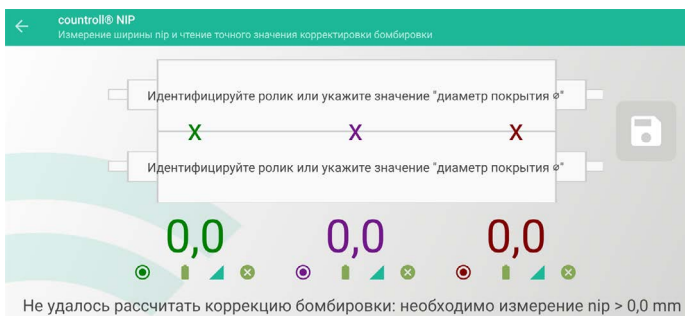 countroll® NIP
Измерение ширины nip и чтение точного значения корректировки бомбировки
Идентифицируйте ролик или укажите значение "диаметр покрытия ⌀"
X X X
Идентифицируйте ролик или укажите значение "диаметр покрытия ⌀"
0,0 0,0 0,0
Не удалось рассчитать коррекцию бомбировки: необходимо измерение nip > 0,0 mm